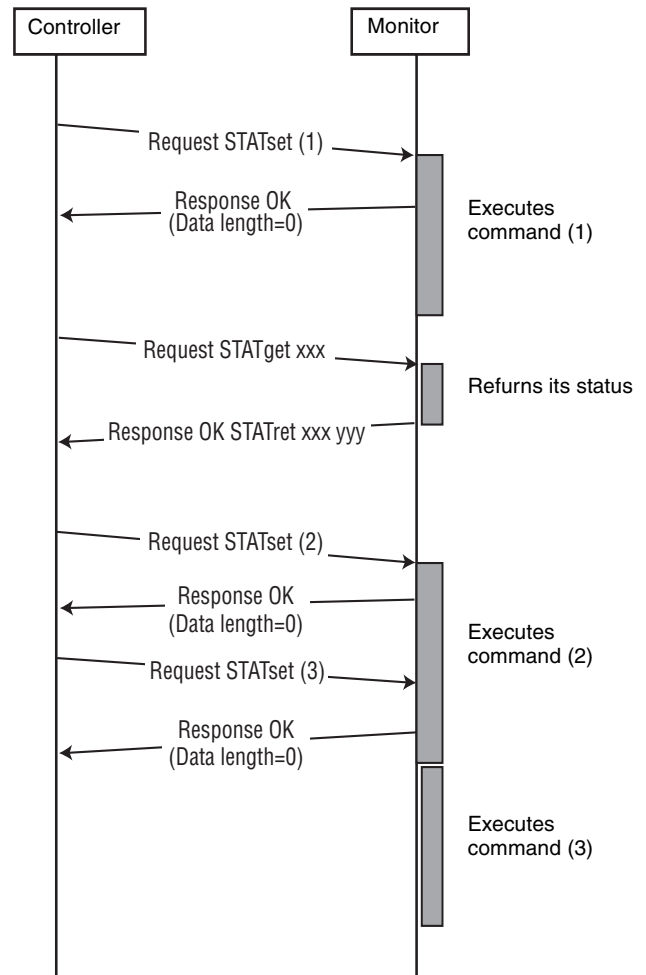 Controller
Monitor
Request STATset (1)
Response OK
(Data length=0)
Executes
command (1)
Request STATget xxx
Refurns its status
Response OK STATret xxx yyy
Request STATset (2)
Response OK
(Data length=0)
Executes
command (2)
Request STATset (3)
Response OK
(Data length=0)
Executes
command (3)